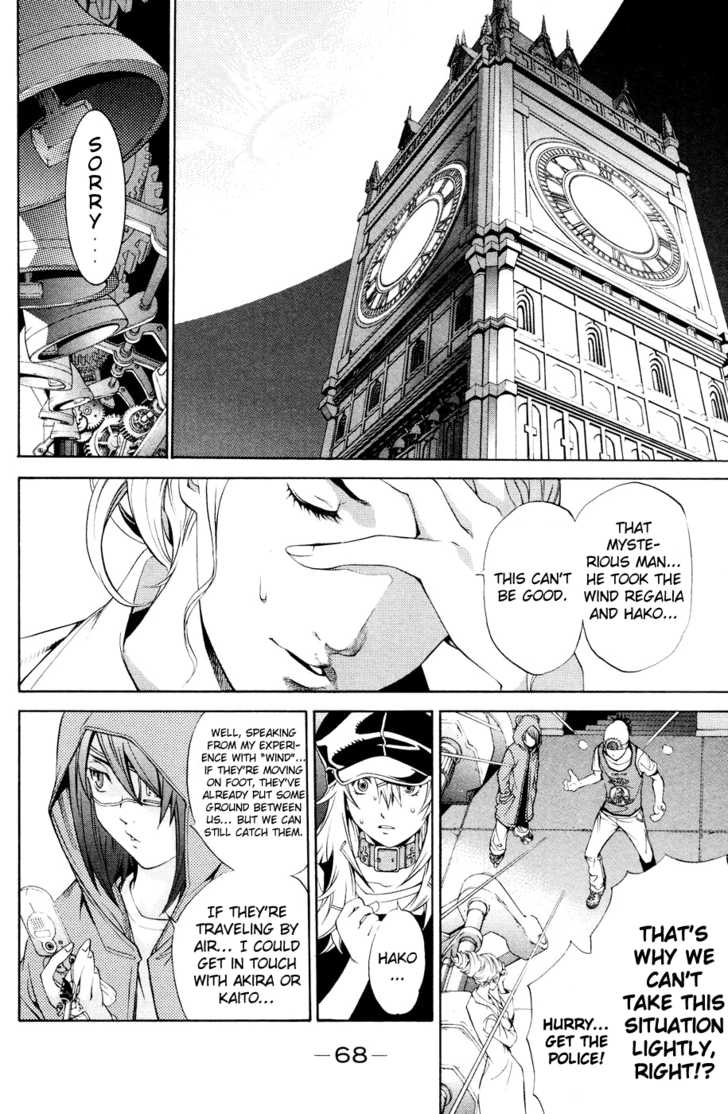 THAT
MYSTE-
RIOUS MAN...
HE TOOK THE
WIND REGALIA
AND HAKO...
THIS CAN'T
BE GOOD.
SORRY...
THAT'S
WHY WE
CAN'T
TAKE THIS
SITUATION
LIGHTLY,
RIGHT!?
HURRY...
GET THE
POLICE!
HAKO
...
WELL, SPEAKING
FROM MY EXPERI-
ENCE WITH "WIND"...
IF THEY'RE MOVING
ON FOOT, THEY'VE
ALREADY PUT SOME
GROUND BETWEEN
US... BUT WE CAN
STILL CATCH THEM.
IF THEY'RE
TRAVELING BY
AIR... I COULD
GET IN TOUCH
WITH AKIRA OR
KAITO...
—68—